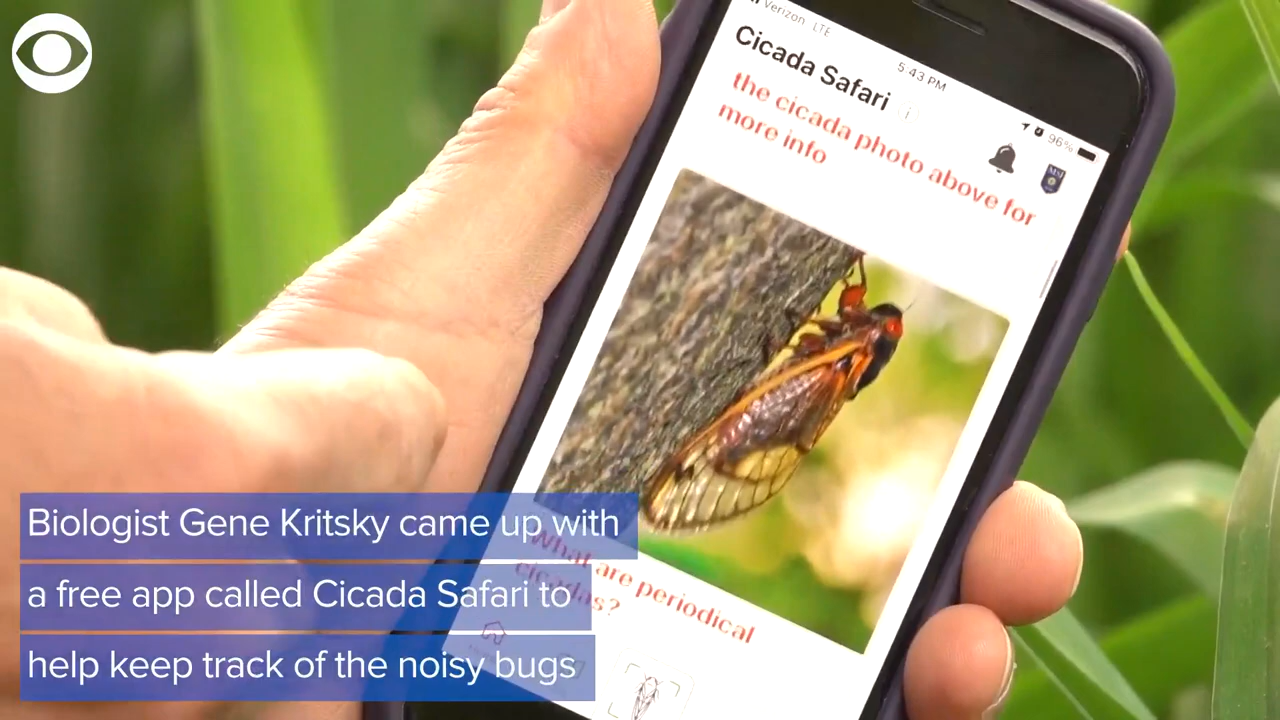 Verizon LTE
5:43 PM
96%
Cicada Safari
the cicada photo above for
more info
What are periodical
cicadas?
Biologist Gene Kritsky came up with
a free app called Cicada Safari to
help keep track of the noisy bugs